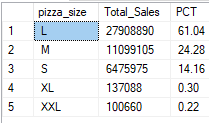 pizza_size Total_Sales PCT
1 L 27908890 61.04
2 M 11099105 24.28
3 S 6475975 14.16
4 XL 137088 0.30
5 XXL 100660 0.22